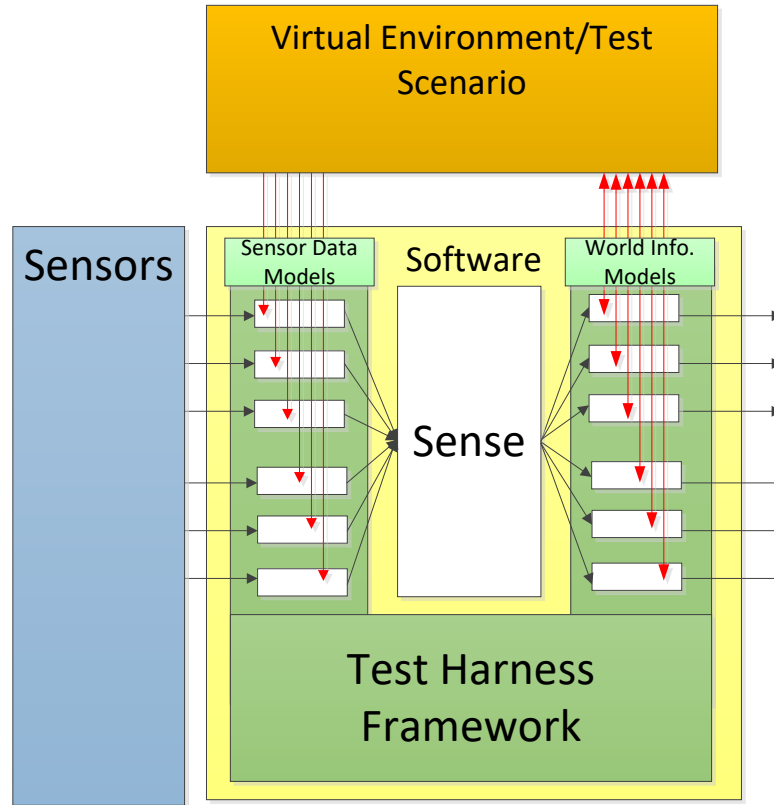 Virtual Environment/Test
Scenario
Sensors
Sensor Data
Models
Software
World Info.
Models
Sense
Test Harness
Framework